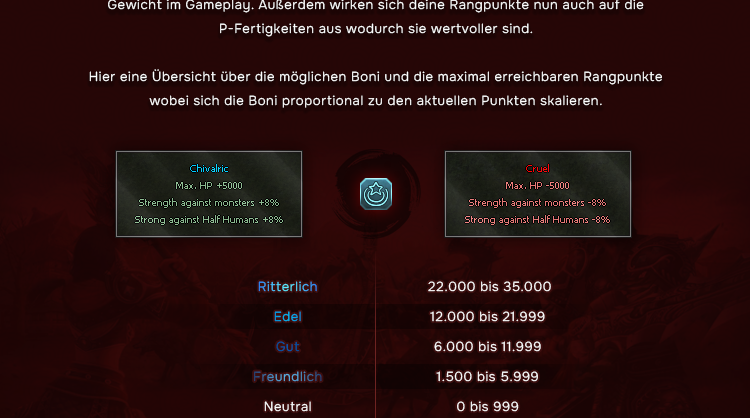 Gewicht im Gameplay. Außerdem wirken sich deine Rangpunkte nun auch auf die
P-Fertigkeiten aus wodurch sie wertvoller sind.
Hier eine Übersicht über die möglichen Boni und die maximal erreichbaren Rangpunkte
wobei sich die Boni proportional zu den aktuellen Punkten skalieren.
Chivalric
Max. HP +5000
Strength against monsters +8%
Strong against Half Humans +8%
Cruel
Max. HP -5000
Strength against monsters -8%
Strong against Half Humans -8%
Ritterlich 22.000 bis 35.000
Edel 12.000 bis 21.999
Gut 6.000 bis 11.999
Freundlich 1.500 bis 5.999
Neutral 0 bis 999